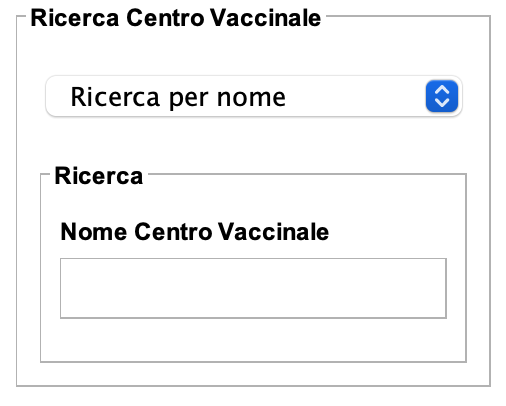 Ricerca Centro Vaccinale
Ricerca per nome
Ricerca
Nome Centro Vaccinale